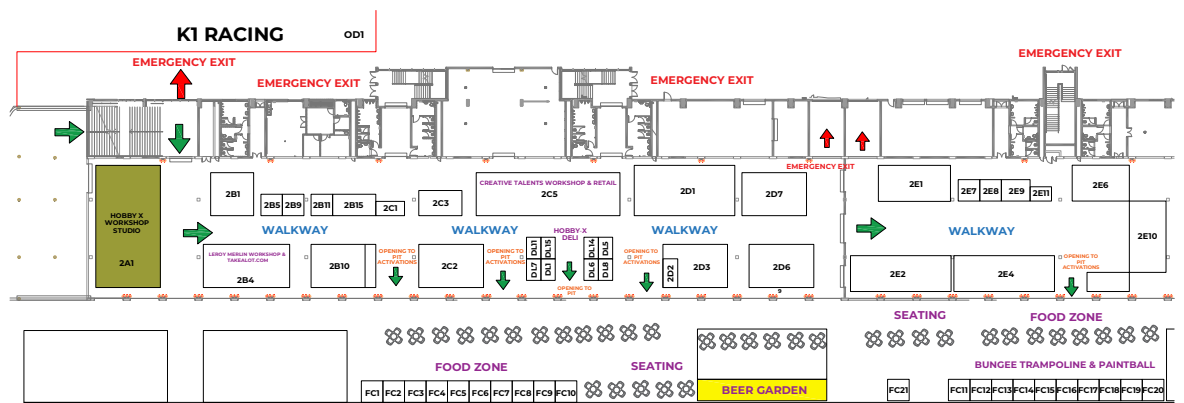 K1 RACING
OD1
EMERGENCY EXIT
EMERGENCY EXIT
EMERGENCY EXIT
EMERGENCY EXIT
EMERGENCY EXIT
HOBBY X
WORKSHOP
STUDIO
2A1
2B1
2B5
2B9
2B11
2B15
2C1
2C3
CREATIVE TALENTS WORKSHOP & RETAIL
2C5
2D1
2D7
2E1
2E7
2E8
2E9
2E11
2E6
2E10
WALKWAY
WALKWAY
WALKWAY
WALKWAY
HOBBY-X
DELI
DL11
DL15
DL14
DL5
DL7
DL1
DL6
DL8
LEROY MERLIN WORKSHOP &
TAKEALOT.COM
2B4
2B10
OPENING TO
PIT
ACTIVATIONS
2C2
OPENING TO
PIT
ACTIVATIONS
OPENING TO
PIT
OPENING TO
PIT
ACTIVATIONS
2D2
2D3
2D6
9
2E2
2E4
OPENING TO
PIT
ACTIVATIONS
SEATING
FOOD ZONE
FOOD ZONE
SEATING
BEER GARDEN
BUNGEE TRAMPOLINE & PAINTBALL
FC1 FC2 FC3 FC4 FC5 FC6 FC7 FC8 FC9 FC10
FC21
FC11 FC12 FC13 FC14 FC15 FC16 FC17 FC18 FC19 FC20